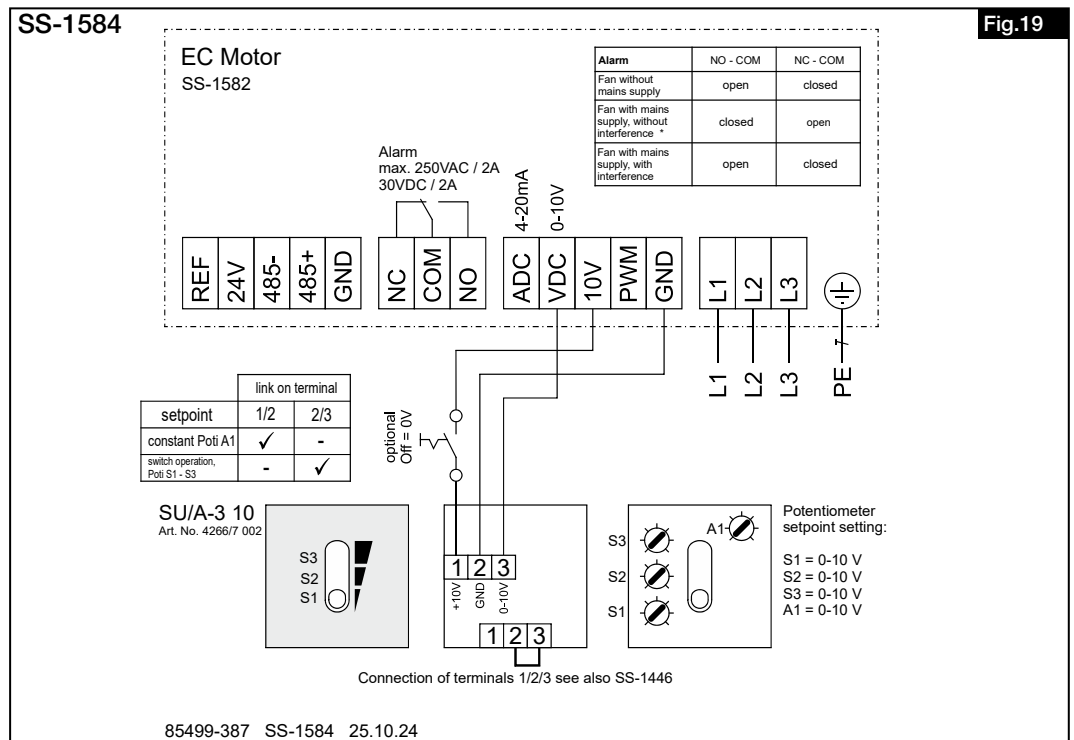 SS-1584
Fig.19
EC Motor
SS-1582
Alarm NO - COM NC - COM
Fan without
mains supply
open closed
Fan with mains
supply, without
interference *
closed open
Fan with mains
supply, with
interference
open closed
Alarm
max. 250VAC / 2A
30VDC / 2A
4-20mA
0-10V
REF 24V 485- 485+ GND
NC COM NO
ADC VDC 10V PWM GND
L1 L2 L3
L1 L2 L3 PE
link on terminal
setpoint 1/2 2/3
constant Poti A1 ✓ -
switch operation,
Poti S1 - S3
- ✓
optional
Off = 0V
SU/A-3 10
Art. No. 4266/7 002
S3
S2
S1
1 2 3
+10V GND 0-10V
1 2 3
A1
S3
S2
S1
Potentiometer
setpoint setting:
S1 = 0-10 V
S2 = 0-10 V
S3 = 0-10 V
A1 = 0-10 V
Connection of terminals 1/2/3 see also SS-1446
85499-387 SS-1584 25.10.24